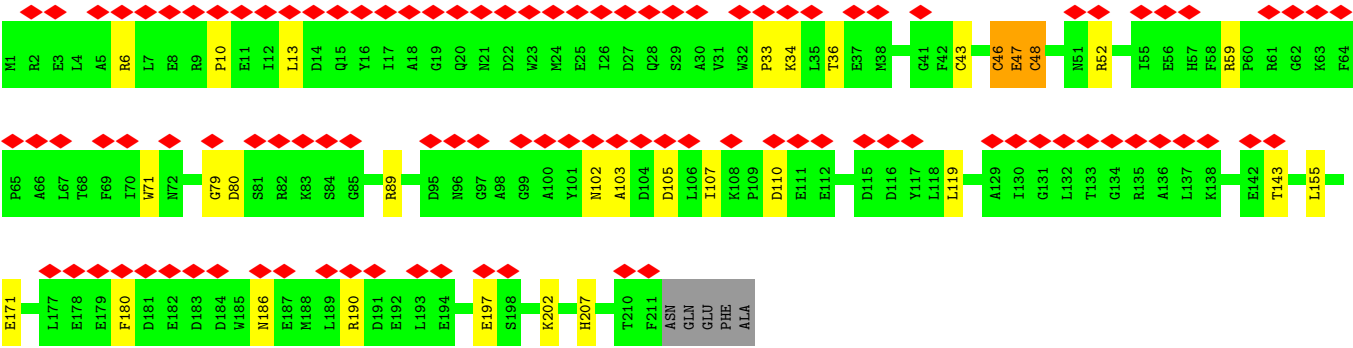 M1 R2 E3 L4 A5 R6 L7 E8 R9 P10 E11 I12 L13 D14 Q15 Y16 I17 A18 G19 Q20 N21 D22 W23 M24 E25 I26 D27 Q28 S29 A30 V31 W32 P33 K34 L35 T36 E37 M38 G41 F42 C43 C46 E47 C48 N51 R52 I55 E56 H57 F58 R59 P60 R61 G62 K63 F64
P65 A66 L67 T68 F69 I70 W71 N72 G79 D80 S81 R82 K83 S84 G85 R89 D95 N96 G97 A98 G99 A100 Y101 N102 A103 D104 D105 L106 I107 K108 P109 D110 E111 E112 D115 D116 Y117 L118 L119 A129 I130 G131 L132 T133 G134 R135 A136 L137 K138 E142 T143 L155
E171 L177 E178 E179 F180 D181 E182 D183 D184 W185 N186 E187 M188 L189 R190 D191 E192 L193 E194 E197 S198 K202 H207 T210 F211 ASN GLN GLU PHE ALA